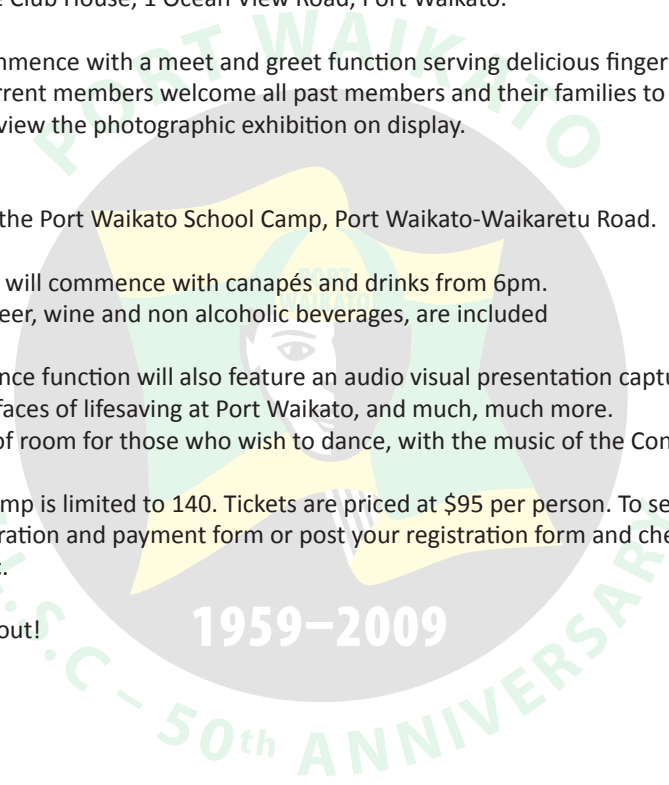 Club House, 1 Ocean View Road, Port Waikato.
mmence with a meet and greet function serving delicious finger
rrent members welcome all past members and their families to
view the photographic exhibition on display.
the Port Waikato School Camp, Port Waikato-Waikaretu Road.
will commence with canapés and drinks from 6pm.
eer, wine and non alcoholic beverages, are included
nce function will also feature an audio visual presentation captu
faces of lifesaving at Port Waikato, and much, much more.
of room for those who wish to dance, with the music of the Con
mp is limited to 140. Tickets are priced at $95 per person. To se
ration and payment form or post your registration form and che
out!
PORT WAIKATO
PORT
WAIKATO
1959–2009
S.C – 50th ANNIVERSARY